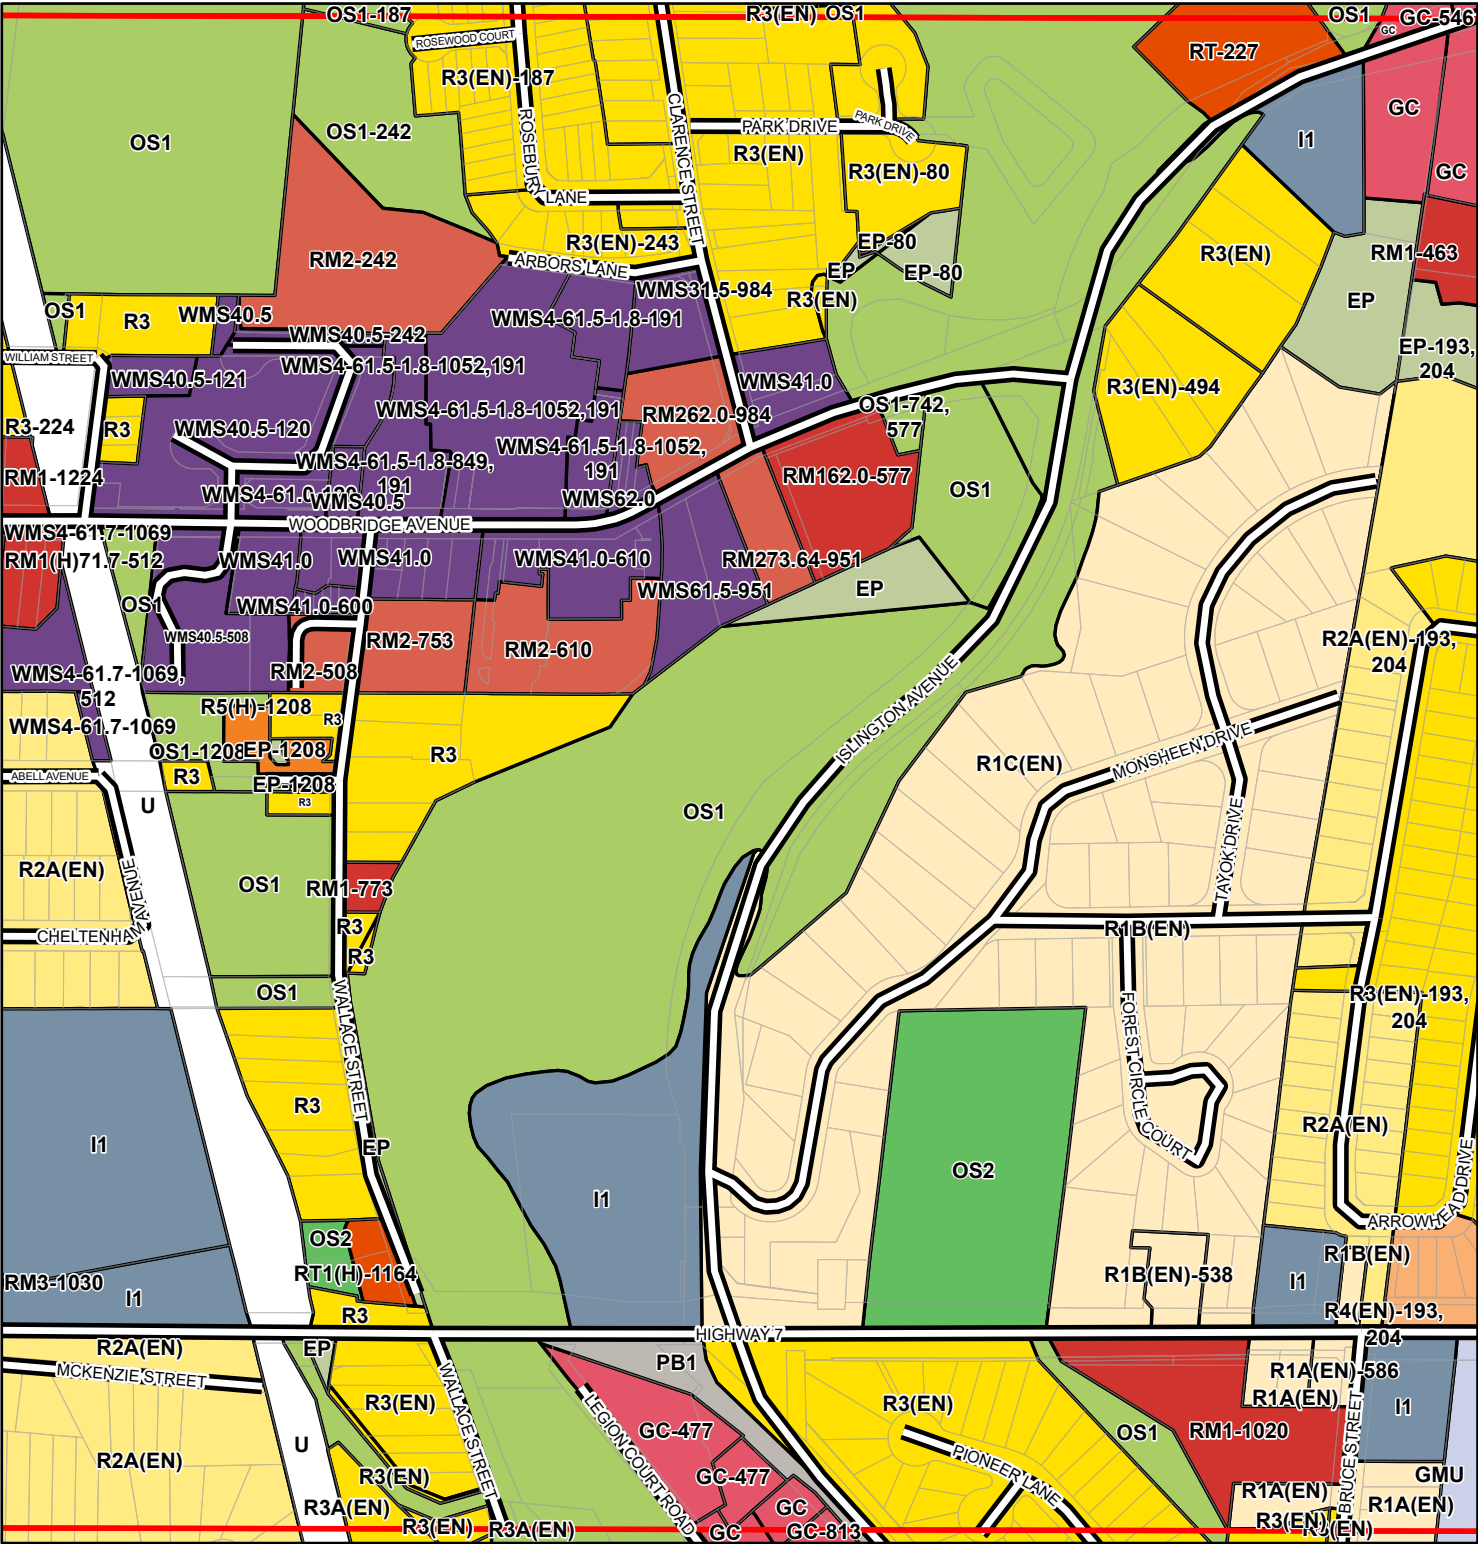 OS1-187
R3(EN)
OS1
OS1
GC-546
GC
ROSEWOOD COURT
RT-227
R3(EN)-187
GC
CLARENCE STREET
PARK DRIVE
PARK DRIVE
OS1-242
OS1
I1
ROSEBURY LANE
R3(EN)
R3(EN)-80
GC
R3(EN)-243
EP-80
RM2-242
ARBORS LANE
EP
EP-80
R3(EN)
RM1-463
WMS31.5-984
R3(EN)
EP
OS1
R3
WMS40.5
WMS4-61.5-1.8-191
WMS40.5-242
EP-193,
204
WILLIAM STREET
WMS4-61.5-1.8-1052,191
WMS40.5-121
WMS41.0
R3(EN)-494
WMS4-61.5-1.8-1052,191
RM262.0-984
OS1-742,
577
R3-224
R3
WMS40.5-120
WMS4-61.5-1.8-1052,
191
WMS4-61.5-1.8-849,
191
RM1-1224
RM162.0-577
OS1
WMS40.5
WMS62.0
WOODBRIDGE AVENUE
WMS4-61.7-1069
RM1(H)71.7-512
WMS41.0
WMS41.0
WMS41.0-610
RM273.64-951
WMS61.5-951
EP
OS1
WMS41.0-600
WMS40.5-508
RM2-753
RM2-610
RM2-508
R2A(EN)-193,
204
WMS4-61.7-1069,
512
WMS4-61.7-1069
R5(H)-1208
R3
OS1-1208
EP-1208
R3
ISLINGTON AVENUE
MONSHEEN DRIVE
R1C(EN)
ABELL AVENUE
R3
EP-1208
R3
U
OS1
TAYOK DRIVE
R2A(EN)
OS1
RM1-773
CHELTENHAM AVENUE
R3
R3
R1B(EN)
OS1
WALLACE STREET
FOREST CIRCLE COURT
R3(EN)-193,
204
R3
I1
EP
R2A(EN)
I1
OS2
ARROWHEAD DRIVE
OS2
RT1(H)-1164
R1B(EN)
RM3-1030
I1
R1B(EN)-538
I1
R3
R4(EN)-193,
204
HIGHWAY 7
R2A(EN)
EP
PB1
MCKENZIE STREET
R1A(EN)-586
R1A(EN)
R3(EN)
WALLACE STREET
R3(EN)
I1
LEGION COURT ROAD
GC-477
OS1
RM1-1020
BRUCE STREET
U
R2A(EN)
PIONEER LANE
R3(EN)
GC-477
GMU
R1A(EN)
R1A(EN)
R3A(EN)
GC
R3(EN)
R3(EN)
R3A(EN)
GC
GC-813
R3(EN)